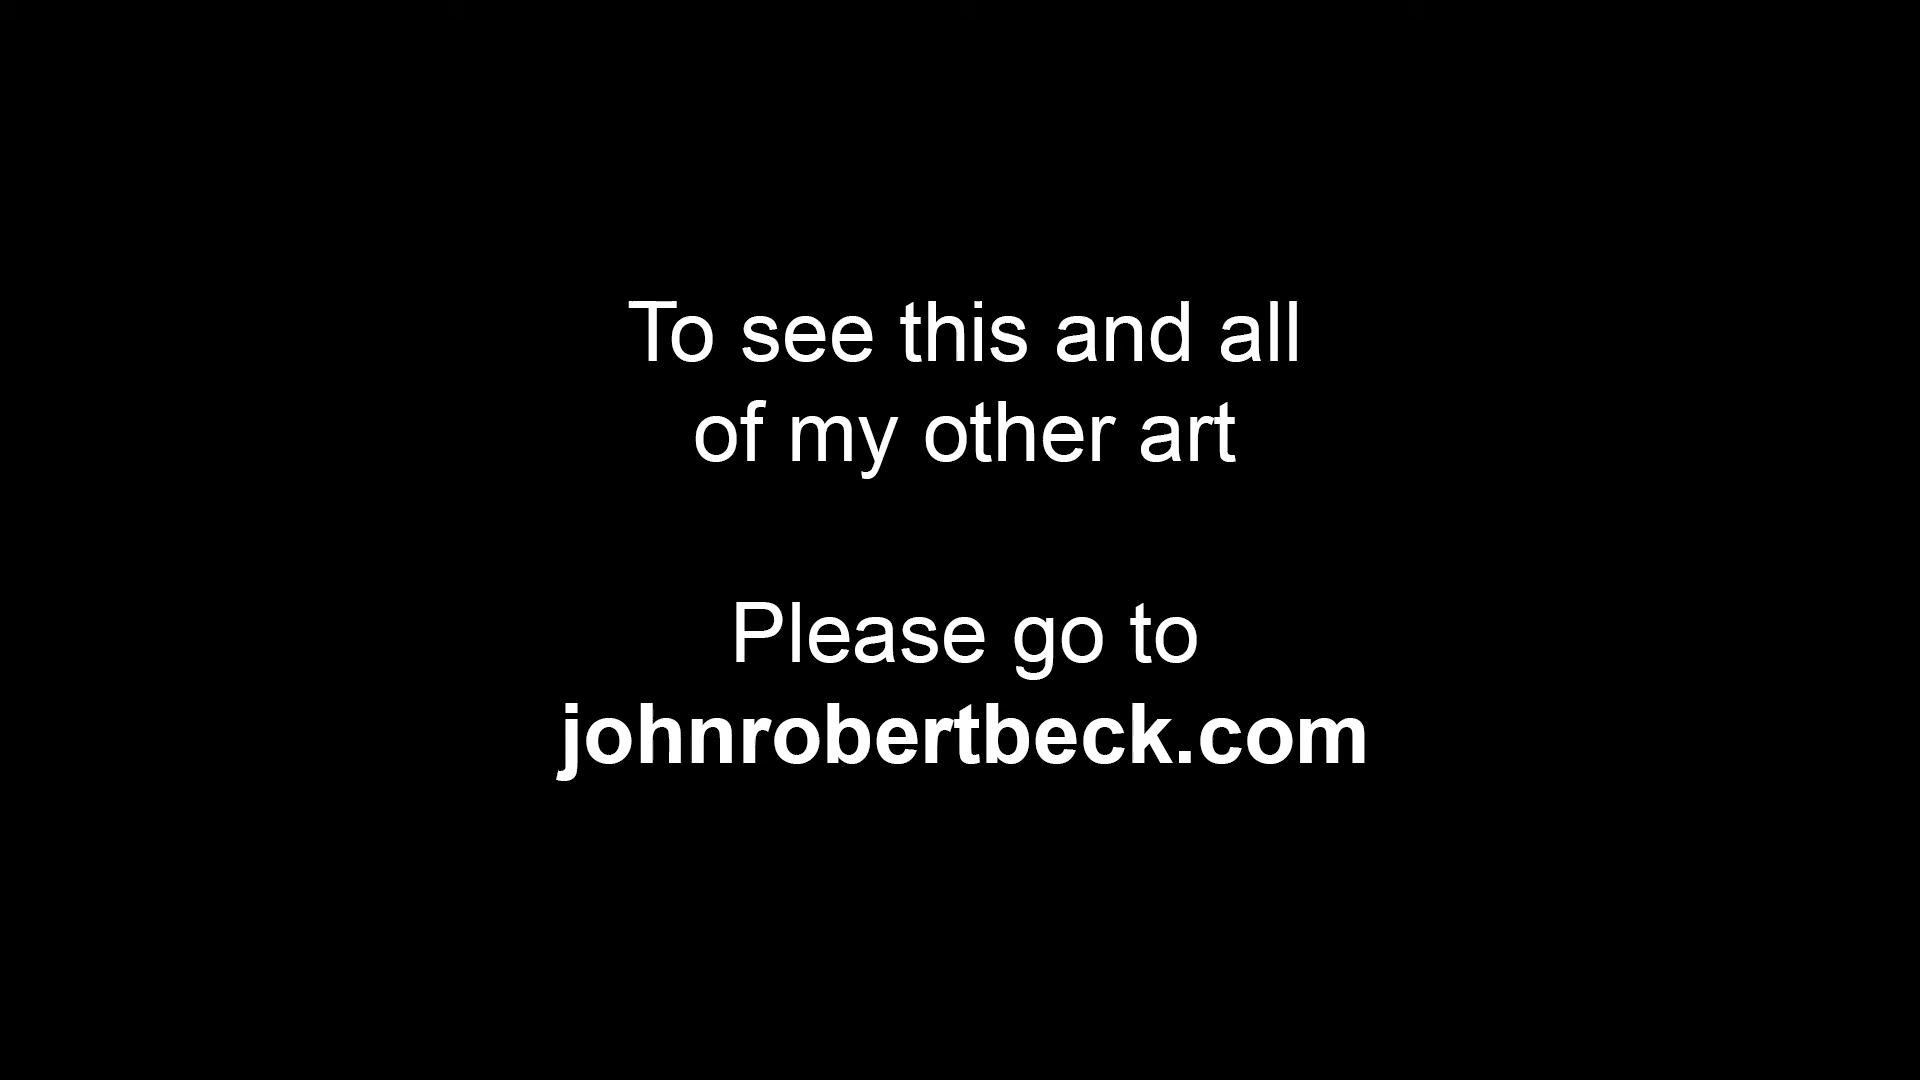 To see this and all
of my other art
Please go to
johnrobertbeck.com